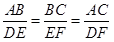 AB/DE = BC/EF = AC/DF